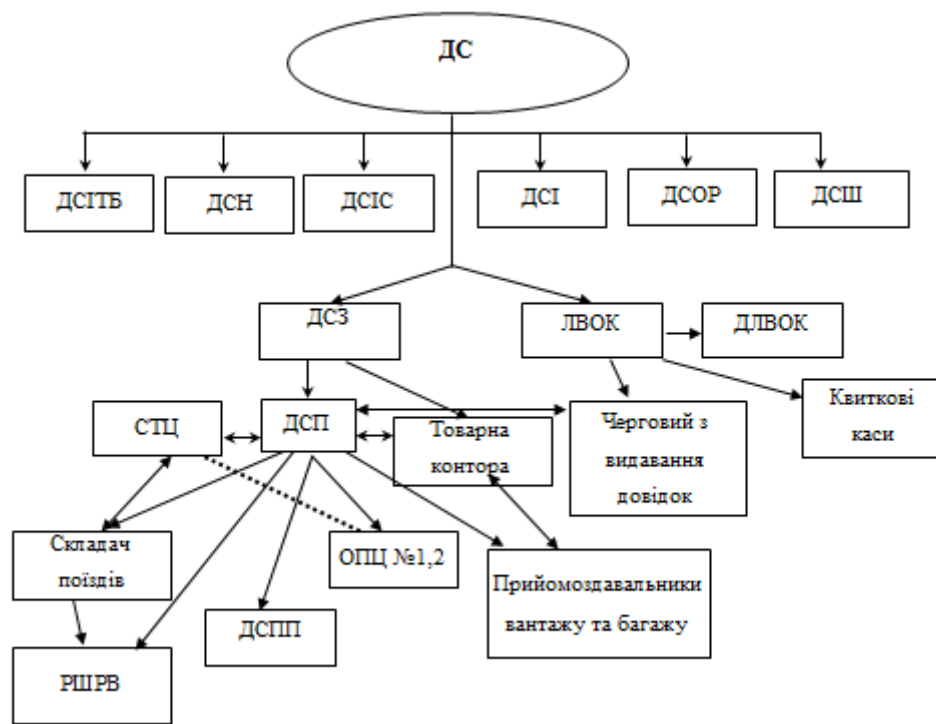 ДС
ДСІТБ
ДСН
ДСІС
ДСІ
ДСОР
ДСШ
ДСЗ
ЛВОК
ДЛВОК
Квиткові
каси
СТЦ
ДСП
Товарна
контора
Черговий з
видавання
довідок
Складач
поїздів
ОПЦ №1,2
Прийомоздавальники
вантажу та багажу
ДСПП
РШРВ